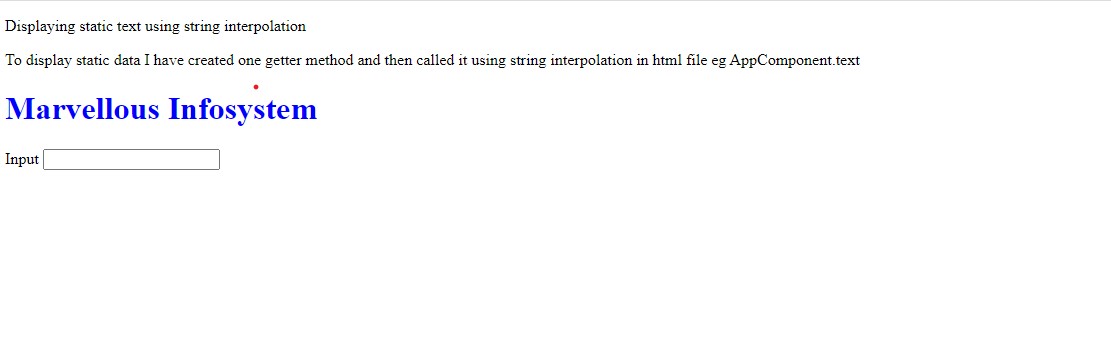 Displaying static text using string interpolation
To display static data I have created one getter method and then called it using string interpolation in html file eg AppComponent.text
Marvellous Infosystem
Input